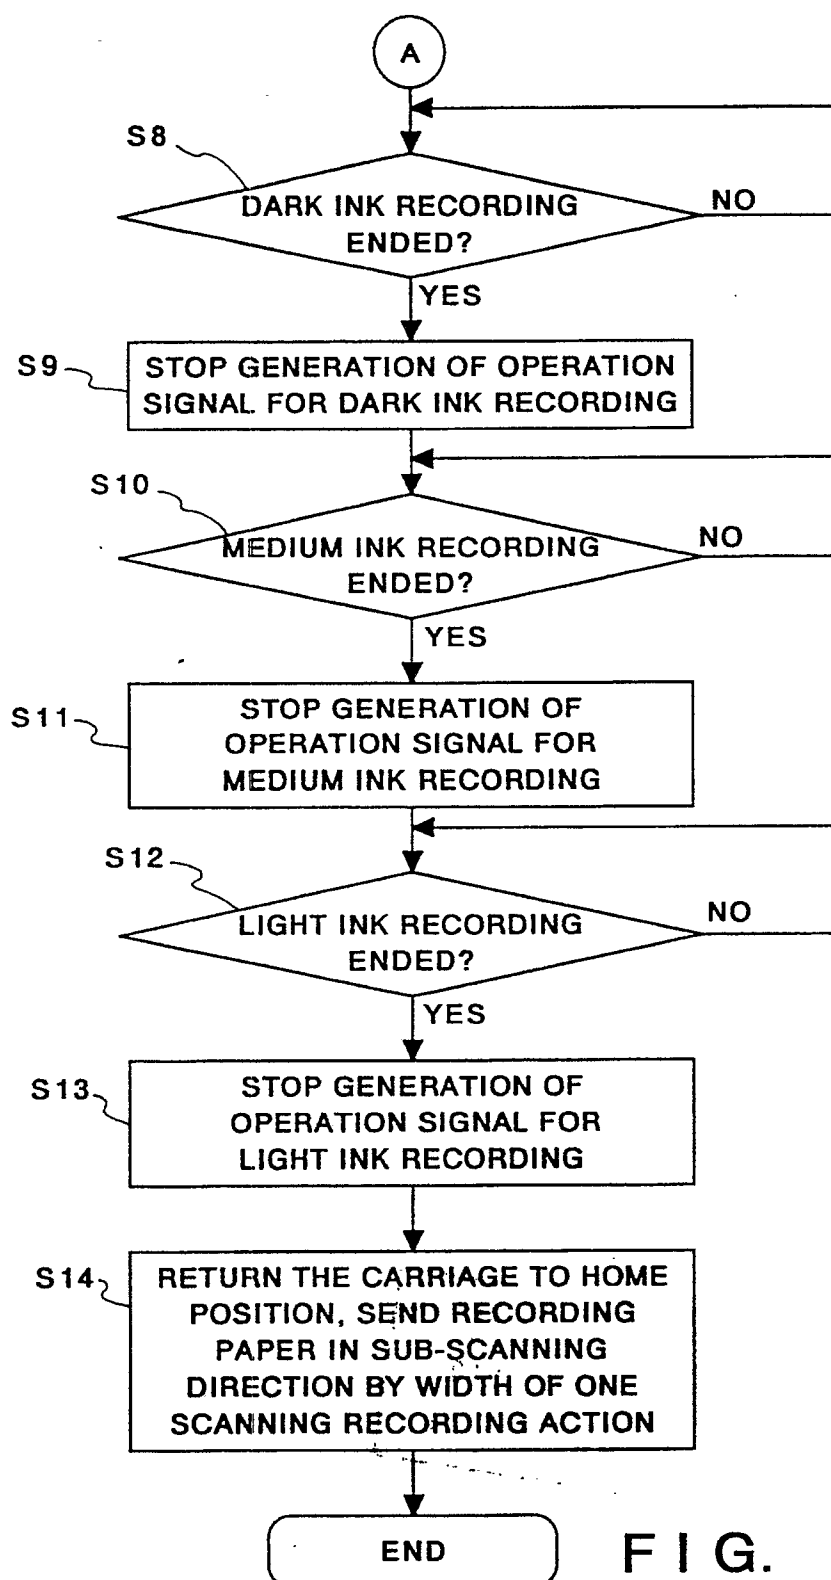 A
S8
DARK INK RECORDING
ENDED?
NO
YES
S9
STOP GENERATION OF OPERATION
SIGNAL FOR DARK INK RECORDING
S10
MEDIUM INK RECORDING
ENDED?
NO
YES
S11
STOP GENERATION OF
OPERATION SIGNAL FOR
MEDIUM INK RECORDING
S12
LIGHT INK RECORDING
ENDED?
NO
YES
S13
STOP GENERATION OF
OPERATION SIGNAL FOR
LIGHT INK RECORDING
S14
RETURN THE CARRIAGE TO HOME
POSITION, SEND RECORDING
PAPER IN SUB-SCANNING
DIRECTION BY WIDTH OF ONE
SCANNING RECORDING ACTION
END
FIG.